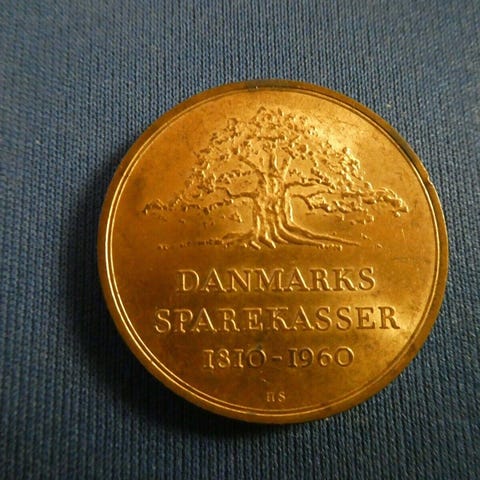 DANMARKS
SPAREKASSER
1810-1960
HS